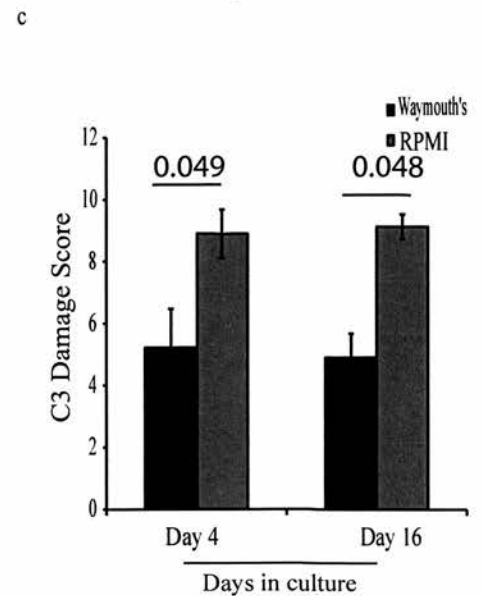 c
Waymouth's
RPMI
12
0.049 0.048
10
8
6
4
2
0
C3 Damage Score
Day 4 Day 16
Days in culture